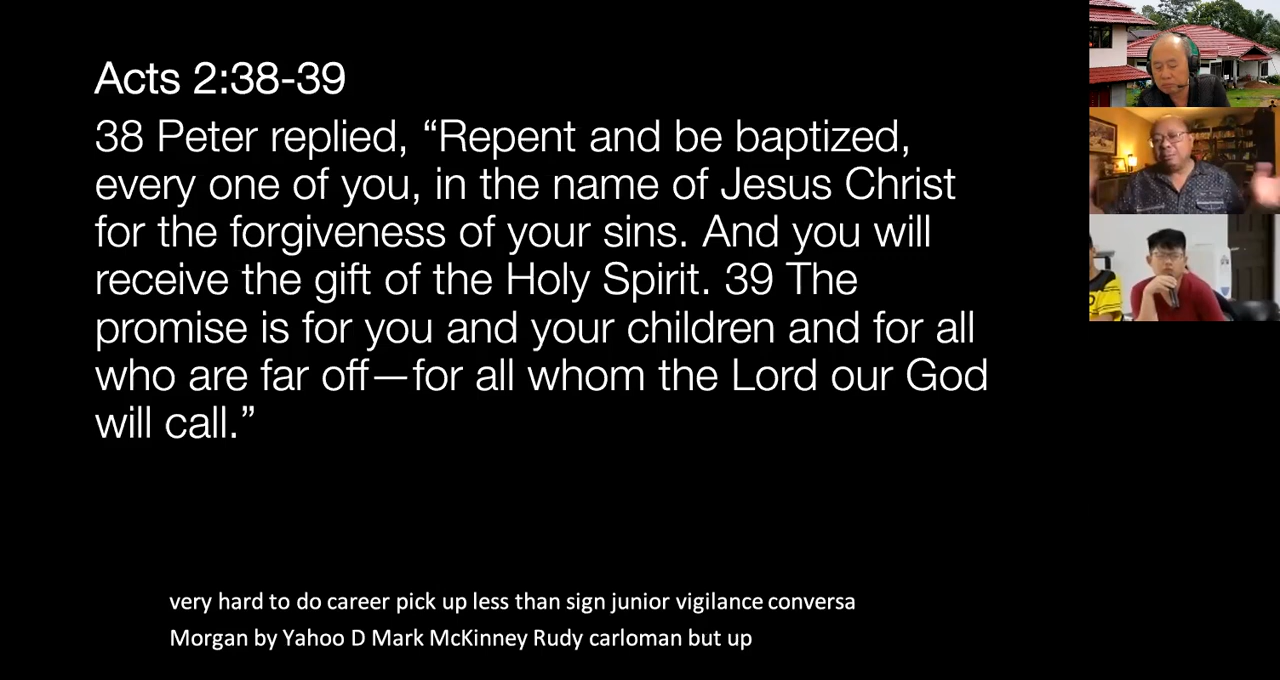 Acts 2:38-39
38 Peter replied, “Repent and be baptized,
every one of you, in the name of Jesus Christ
for the forgiveness of your sins. And you will
receive the gift of the Holy Spirit. 39 The
promise is for you and your children and for all
who are far off—for all whom the Lord our God
will call.”
very hard to do career pick up less than sign junior vigilance conversa
Morgan by Yahoo D Mark McKinney Rudy carloman but up